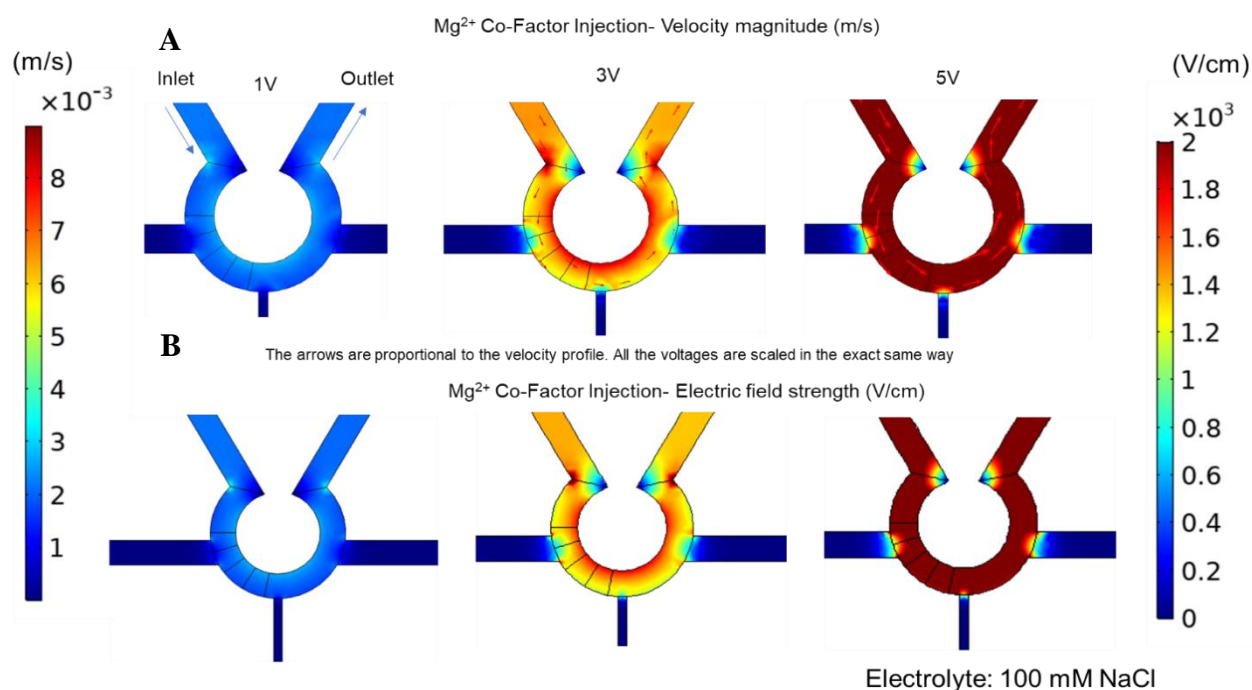 A
Mg²⁺ Co-Factor Injection- Velocity magnitude (m/s)
(m/s)
Inlet
Outlet
1V
3V
5V
(V/cm)
×10⁻³
8
7
6
5
4
3
2
1
×10³
2
1.8
1.6
1.4
1.2
1
0.8
0.6
0.4
0.2
0
B
The arrows are proportional to the velocity profile. All the voltages are scaled in the exact same way
Mg²⁺ Co-Factor Injection- Electric field strength (V/cm)
Electrolyte: 100 mM NaCl